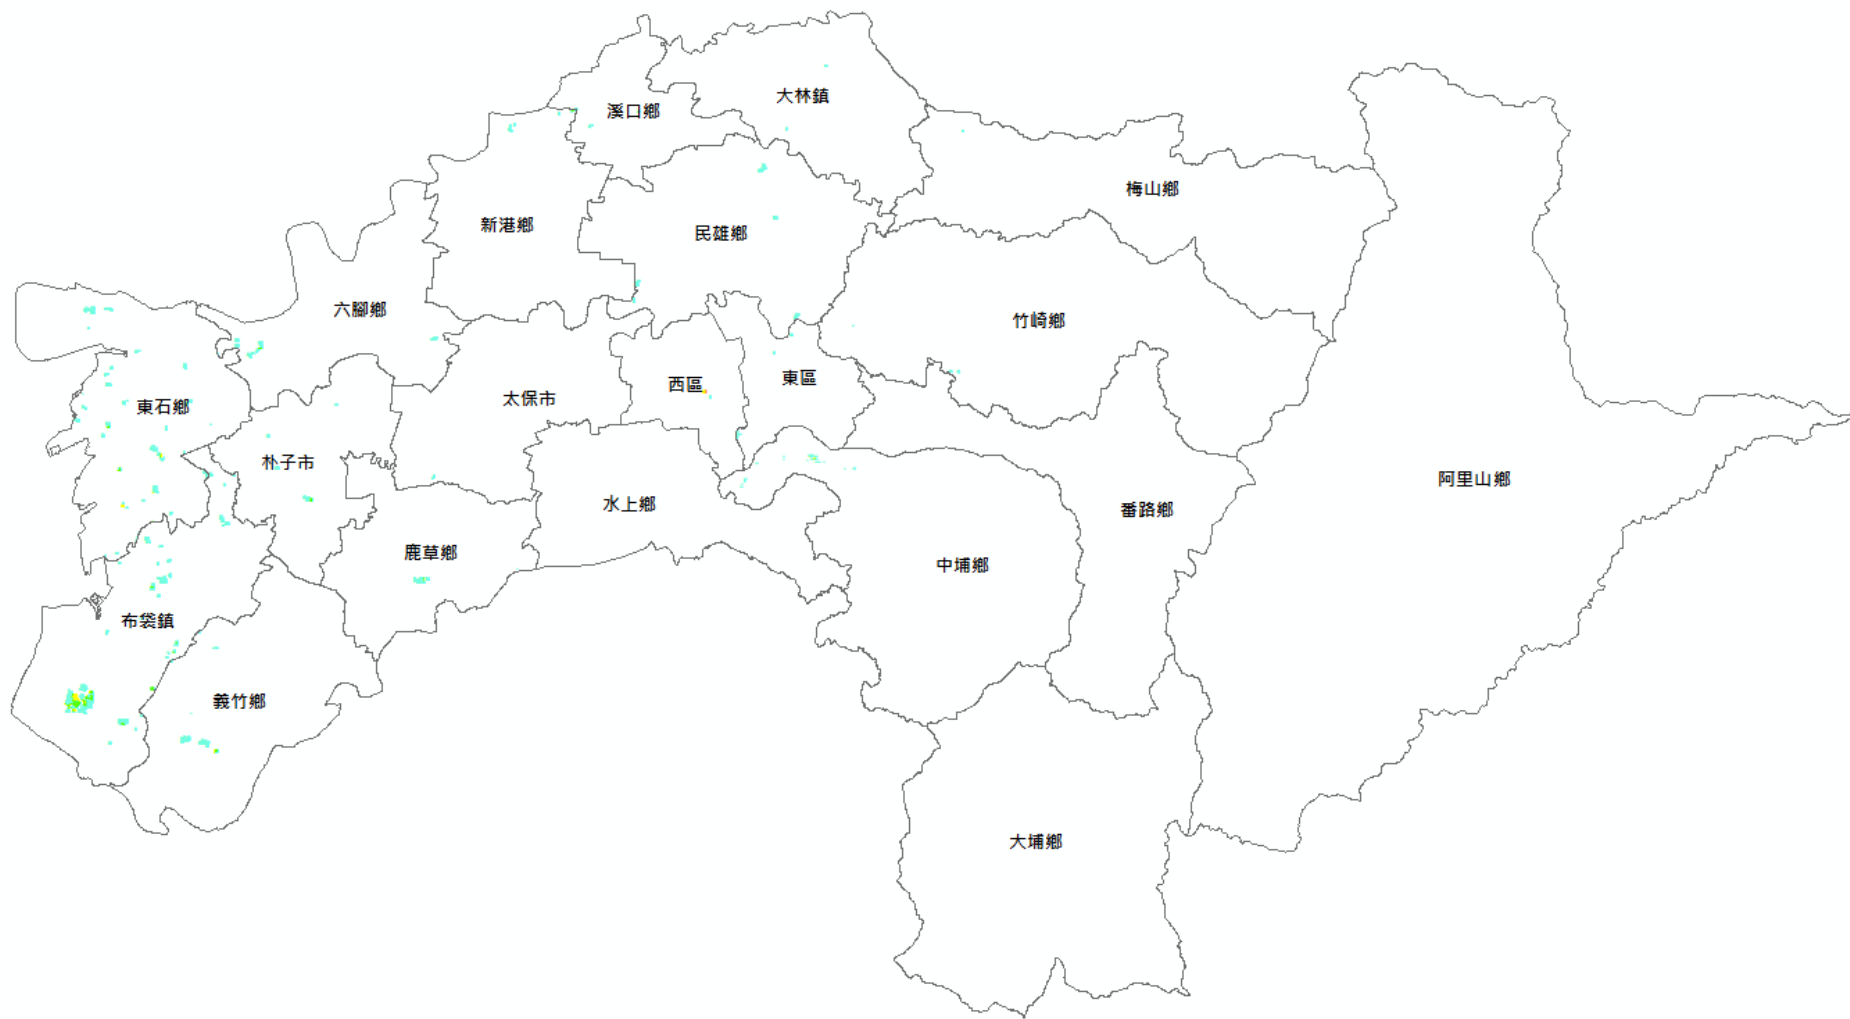 大林鎮
溪口鄉
梅山鄉
新港鄉
民雄鄉
六腳鄉
竹崎鄉
東區
西區
太保市
東石鄉
朴子市
阿里山鄉
水上鄉
番路鄉
鹿草鄉
中埔鄉
布袋鎮
義竹鄉
大埔鄉